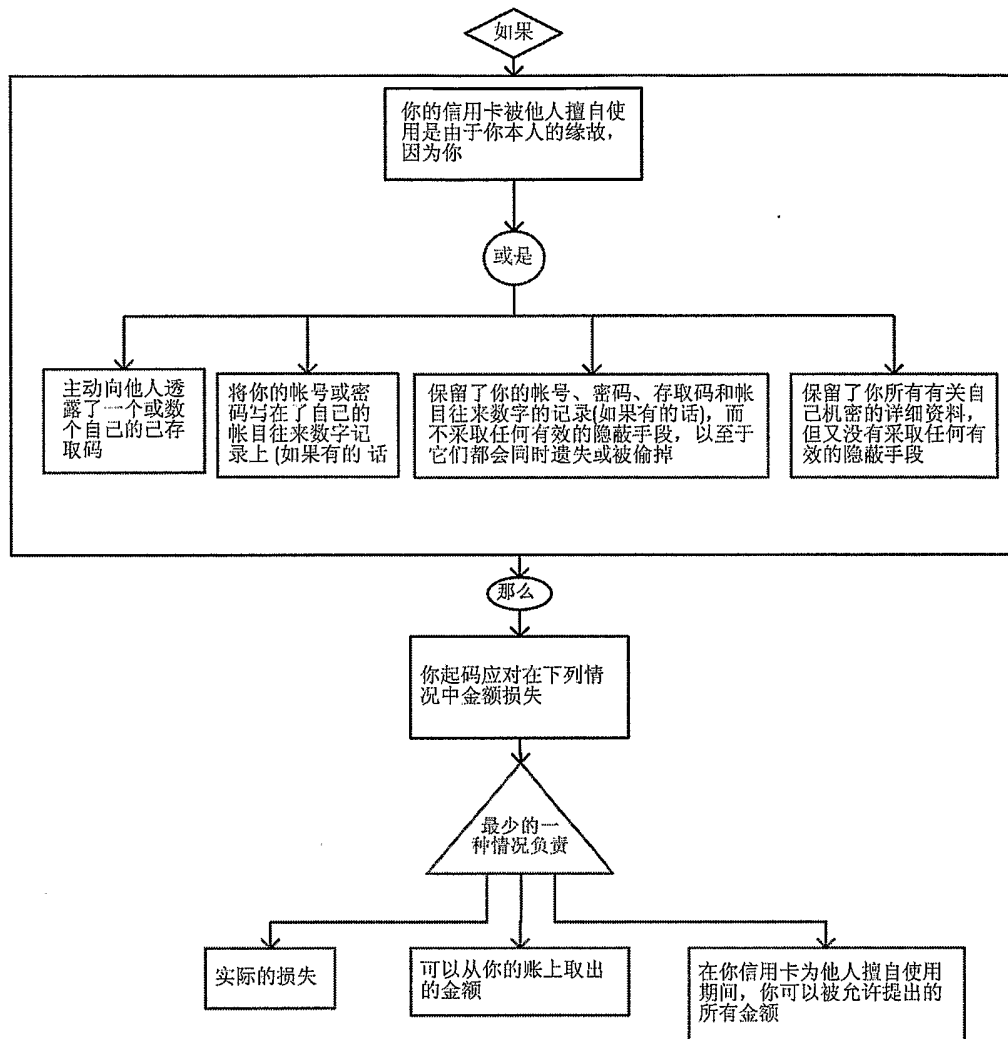 如果
你的信用卡被他人擅自使
用是由于你本人的缘故,
因为你
或是
主动向他人透
露了一个或数
个自己的己存
取码
将你的帐号或密
码写在了自己的
帐目往来数字记
录上 (如果有的 话
保留了你的帐号、密码、存取码和帐
目往来数字的记录(如果有的话), 而
不采取任何有效的隐蔽手段, 以至于
它们都会同时遗失或被偷掉
保留了你所有有关
自己机密的详细资料,
但又没有采取任何有
效的隐蔽手段
那么
你起码应对在下列情
况中金额损失
最少的一
种情况负责
实际的损失
可以从你的账上取出
的金额
在你信用卡为他人擅自使用
期间, 你可以被允许提出的
所有金额